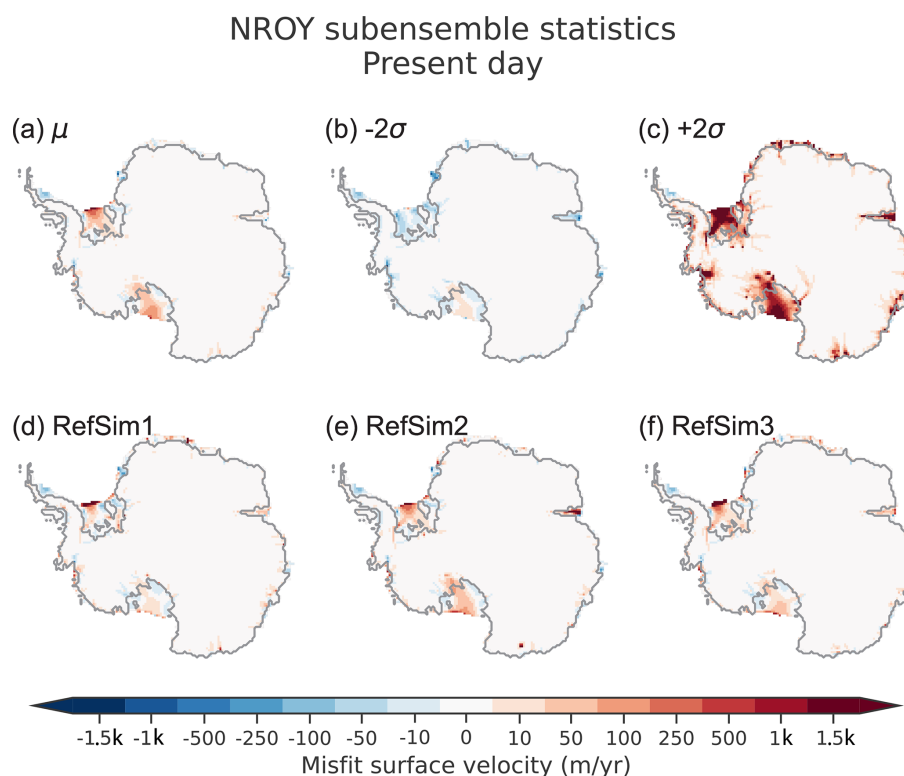 NROY subensemble statistics
Present day
(a) μ
(b) -2σ
(c) +2σ
(d) RefSim1
(e) RefSim2
(f) RefSim3
-1.5k -1k -500 -250 -100 -50 -10 0 10 50 100 250 500 1k 1.5k
Misfit surface velocity (m/yr)